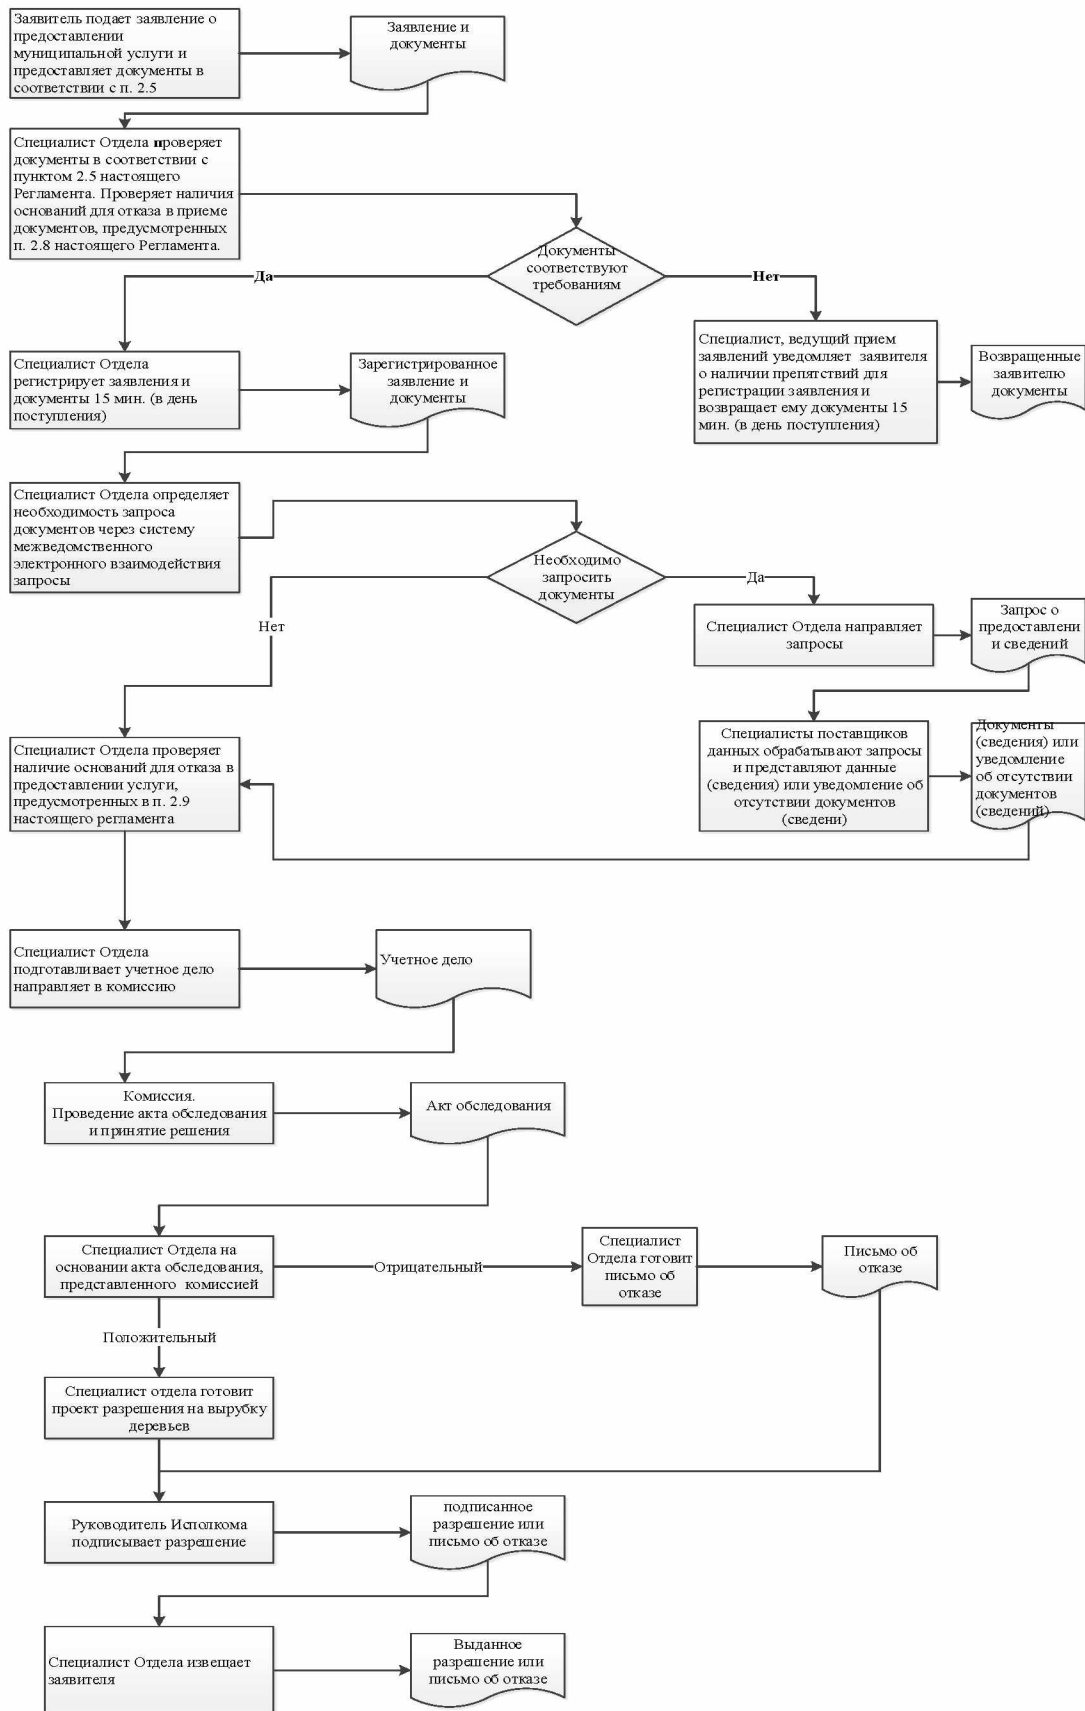 Заявитель подает заявление о
предоставлении
муниципальной услуги и
предоставляет документы в
соответствии с п. 2.5
Заявление и
документы
Специалист Отдела проверяет
документы в соответствии с
пунктом 2.5 настоящего
Регламента. Проверяет наличия
оснований для отказа в приеме
документов, предусмотренных
п. 2.8 настоящего Регламента.
Документы
соответствуют
требованиям
Да
Нет
Специалист Отдела
регистрирует заявления и
документы 15 мин. (в день
поступления)
Зарегистрированное
заявление и
документы
Специалист, ведущий прием
заявлений уведомляет заявителя
о наличии препятствий для
регистрации заявления и
возвращает ему документы 15
мин. (в день поступления)
Возвращенные
заявителю
документы
Специалист Отдела определяет
необходимость запроса
документов через систему
межведомственного
электронного взаимодействия
запросы
Необходимо
запросить
документы
Да
Нет
Специалист Отдела направляет
запросы
Запрос о
предоставлени
и сведений
Специалист Отдела проверяет
наличие оснований для отказа в
предоставлении услуги,
предусмотренных в п. 2.9
настоящего регламента
Специалисты поставщиков
данных обрабатывают запросы
и представляют данные
(сведения) или уведомление об
отсутствии документов
(сведени)
Документы
(сведения) или
уведомление
об отсутствии
документов
(сведений)
Специалист Отдела
подготавливает учетное дело
направляет в комиссию
Учетное дело
Комиссия.
Проведение акта обследования
и принятие решения
Акт обследования
Специалист Отдела на
основании акта обследования,
представленного комиссией
Отрицательный
Специалист
Отдела готовит
письмо об
отказе
Письмо об
отказе
Положительный
Специалист отдела готовит
проект разрешения на вырубку
деревьев
Руководитель Исполкома
подписывает разрешение
подписанное
разрешение или
письмо об отказе
Специалист Отдела извещает
заявителя
Выданное
разрешение или
письмо об отказе